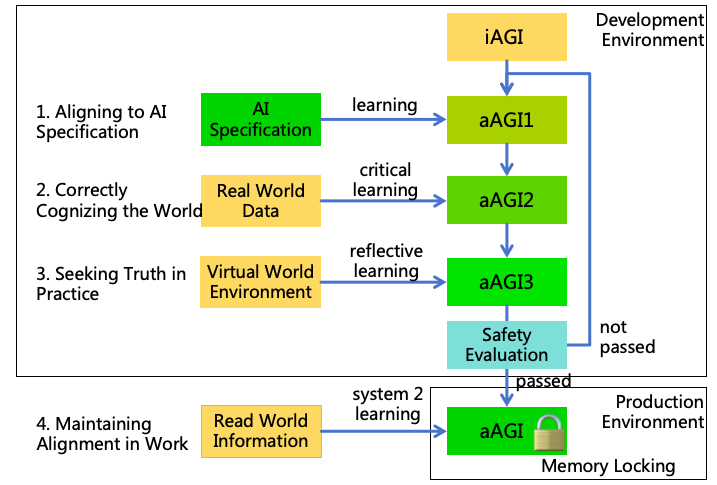 iAGI
Development
Environment
1. Aligning to AI
Specification
AI
Specification
learning
aAGI1
2. Correctly
Cognizing the World
Real World
Data
critical
learning
aAGI2
3. Seeking Truth in
Practice
Virtual World
Environment
reflective
learning
aAGI3
Safety
Evaluation
not
passed
passed
4. Maintaining
Alignment in Work
Read World
Information
system 2
learning
aAGI
Production
Environment
Memory Locking